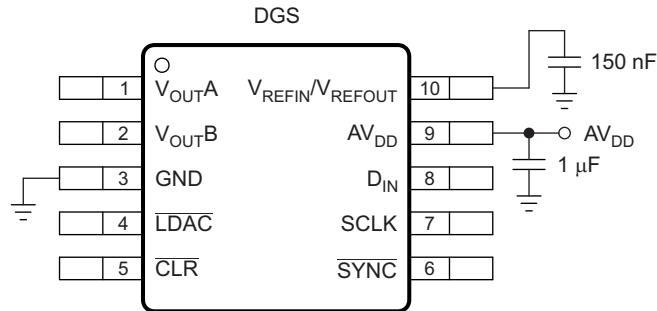 DGS
1 V_OUTA V_REFIN/V_REFOUT 10 150 nF
2 V_OUTB AV_DD 9 AV_DD
1 μF
3 GND D_IN 8
4 LDAC SCLK 7
5 CLR SYNC 6